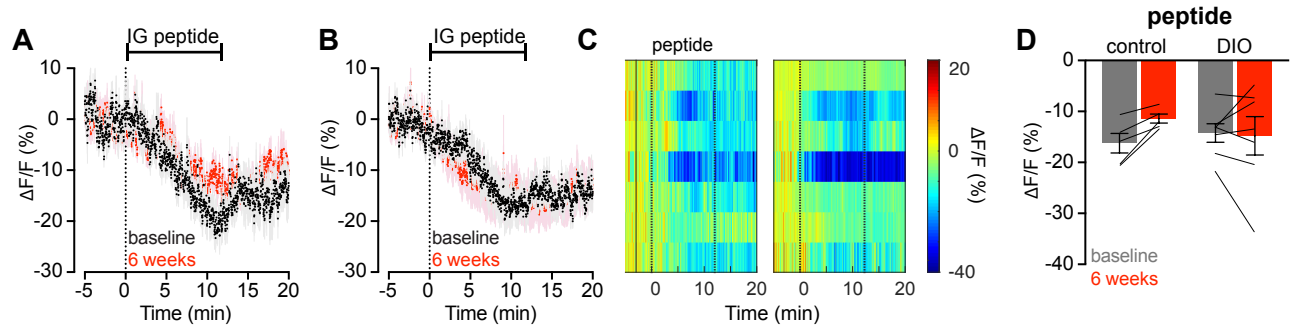 A
IG peptide
10
0
-10
-20
-30
ΔF/F (%)
baseline
6 weeks
-5 0 5 10 15 20
Time (min)
B
IG peptide
10
0
-10
-20
30
ΔF/F (%)
baseline
6 weeks
-5 0 5 10 15 20
Time (min)
C
peptide
0 10 20
0 10 20
Time (min)
20
-40
ΔF/F (%)
D
peptide
control DIO
0
-10
-20
-30
-40
ΔF/F (%)
baseline
6 weeks